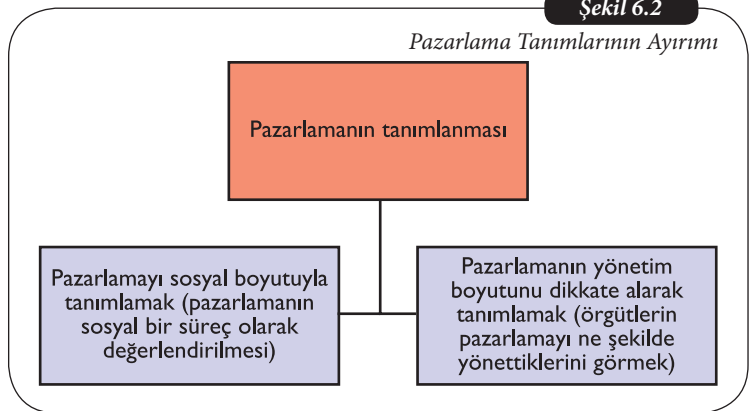 Şekil 6.2
Pazarlama Tanımlarının Ayırımı
Pazarlamanın tanımlanması
Pazarlamayı sosyal boyutuyla
tanımlamak (pazarlamanın
sosyal bir süreç olarak
değerlendirilmesi)
Pazarlamanın yönetim
boyutunu dikkate alarak
tanımlamak (örgütlerin
pazarlamayı ne şekilde
yönettiklerini görmek)